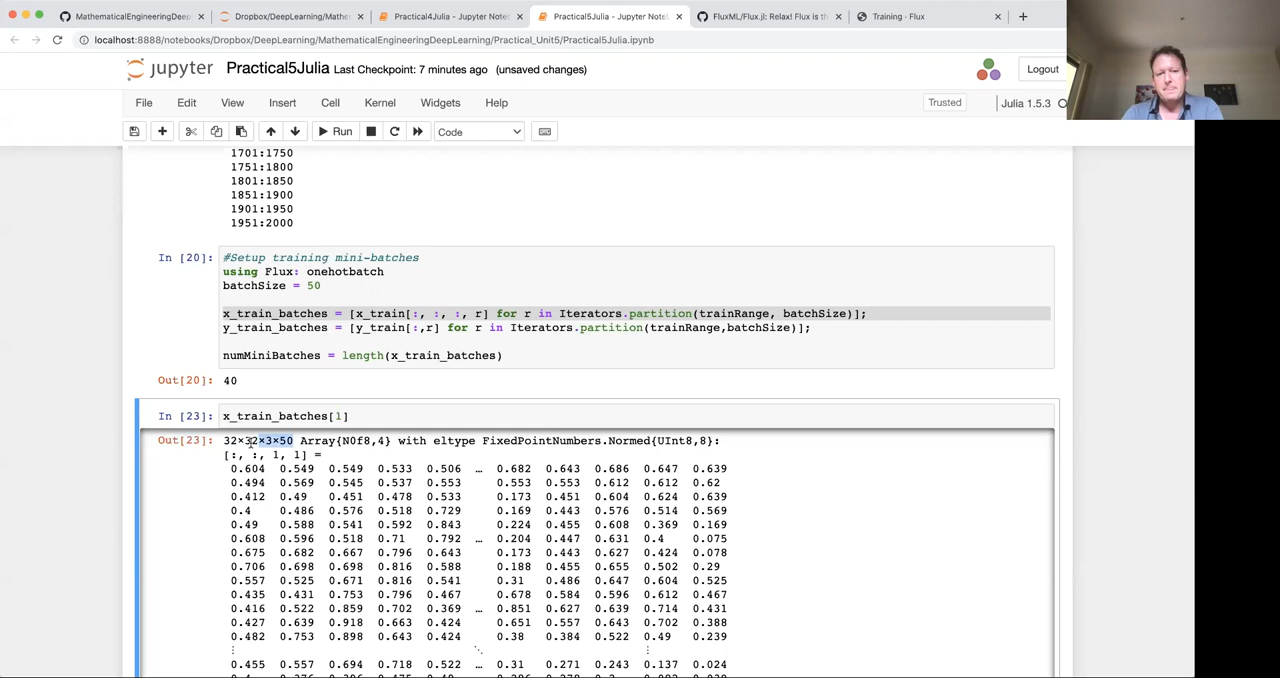 MathematicalEngineeringDeep
Dropbox/DeepLearning/Mathem
Practical4Julia - Jupyter Note
Practical5Julia - Jupyter Note
FluxML/Flux.jl: Relax! Flux is th
Training · Flux
localhost:8888/notebooks/Dropbox/DeepLearning/MathematicalEngineeringDeepLearning/Practical_Unit5/Practical5Julia.ipynb
jupyter Practical5Julia Last Checkpoint: 7 minutes ago (unsaved changes)
Logout
File Edit View Insert Cell Kernel Widgets Help
Trusted
Julia 1.5.3
Run
Code
1701:1750
1751:1800
1801:1850
1851:1900
1901:1950
1951:2000
In [20]: #Setup training mini-batches
using Flux: onehotbatch
batchSize = 50
x_train_batches = [x_train[:, :, :, r] for r in Iterators.partition(trainRange, batchSize)];
y_train_batches = [y_train[:,r] for r in Iterators.partition(trainRange,batchSize)];
numMiniBatches = length(x_train_batches)
Out[20]: 40
In [23]: x_train_batches[1]
Out[23]: 32×32×3×50 Array{N0f8,4} with eltype FixedPointNumbers.Normed{UInt8,8}:
[:, :, 1, 1] =
0.604 0.549 0.549 0.533 0.506 … 0.682 0.643 0.686 0.647 0.639
0.494 0.569 0.545 0.537 0.553 0.553 0.553 0.612 0.612 0.62
0.412 0.49 0.451 0.478 0.533 0.173 0.451 0.604 0.624 0.639
0.4 0.486 0.576 0.518 0.729 0.169 0.443 0.576 0.514 0.569
0.49 0.588 0.541 0.592 0.843 0.224 0.455 0.608 0.369 0.169
0.608 0.596 0.518 0.71 0.792 … 0.204 0.447 0.631 0.4 0.075
0.675 0.682 0.667 0.796 0.643 0.173 0.443 0.627 0.424 0.078
0.706 0.698 0.698 0.816 0.588 0.188 0.455 0.655 0.502 0.29
0.557 0.525 0.671 0.816 0.541 0.31 0.486 0.647 0.604 0.525
0.435 0.431 0.753 0.796 0.467 0.678 0.584 0.596 0.612 0.467
0.416 0.522 0.859 0.702 0.369 … 0.851 0.627 0.639 0.714 0.431
0.427 0.639 0.918 0.663 0.424 0.651 0.557 0.643 0.702 0.388
0.482 0.753 0.898 0.643 0.424 0.38 0.384 0.522 0.49 0.239
⋮ ⋱ ⋮
0.455 0.557 0.694 0.718 0.522 … 0.31 0.271 0.243 0.137 0.024